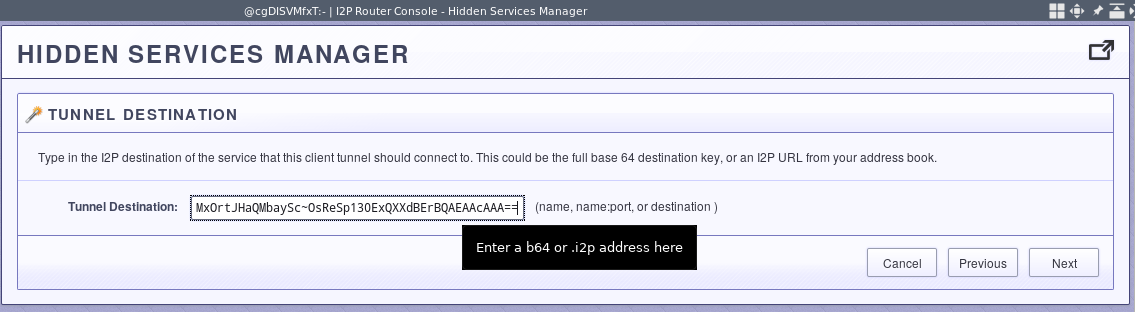 @cgDISVMfxT:- | I2P Router Console - Hidden Services Manager
HIDDEN SERVICES MANAGER
TUNNEL DESTINATION
Type in the I2P destination of the service that this client tunnel should connect to. This could be the full base 64 destination key, or an I2P URL from your address book.
Tunnel Destination: MxOrtJHaQMbaySc~OsReSp13OExQXXdBErBQAEAAcAAA== (name, name:port, or destination )
Enter a b64 or .i2p address here
Cancel Previous Next